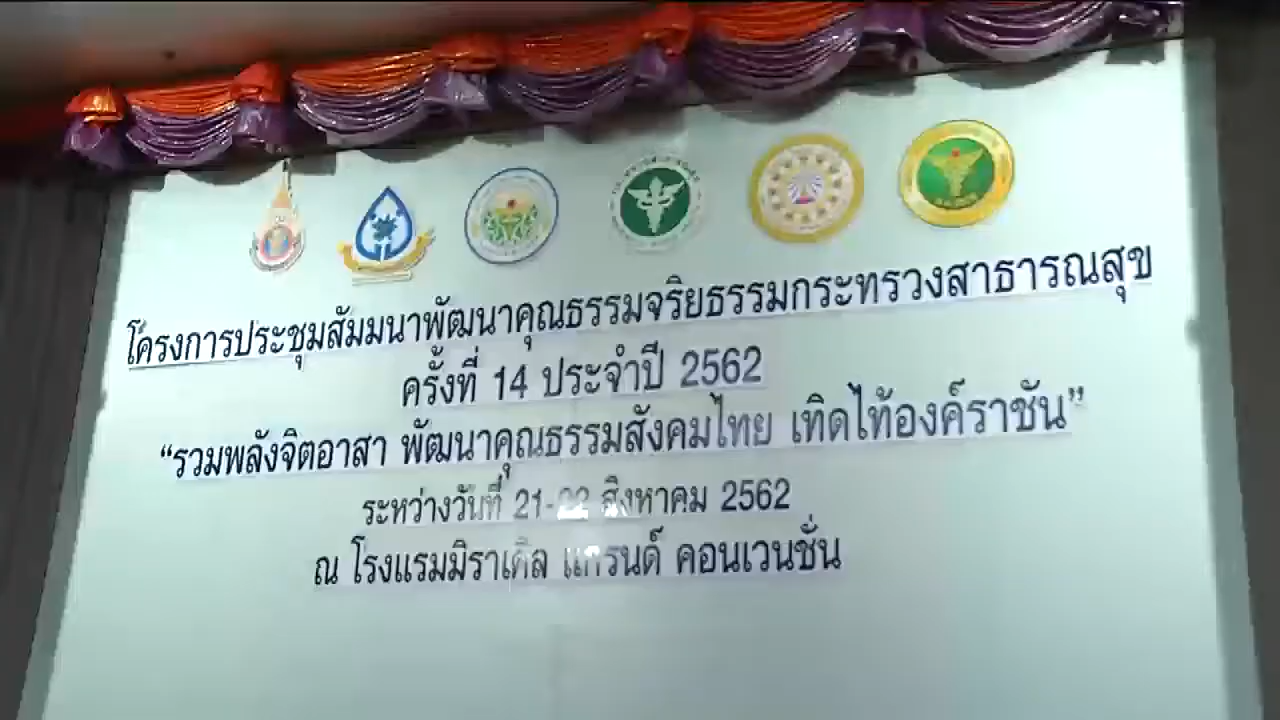 โครงการประชุมสัมมนาพัฒนาคุณธรรมจริยธรรมกระทรวงสาธารณสุข
ครั้งที่ 14 ประจำปี 2562
“รวมพลังจิตอาสา พัฒนาคุณธรรมสังคมไทย เทิดไท้องค์ราชัน”
ระหว่างวันที่ 21-22 สิงหาคม 2562
ณ โรงแรมมิราเคิล แกรนด์ คอนเวนชั่น